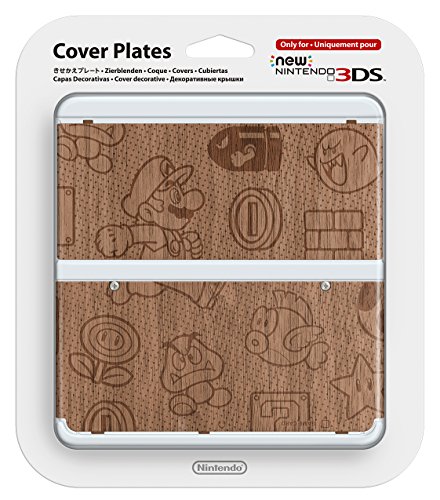 Cover Plates
きせかえプレート • Zierblenden • Coque • Covers • Cubiertas
Capas Decorativas • Cover decorative • Декоративные крышки
Only for • Uniquement pour
new
NINTENDO 3DS
Nintendo